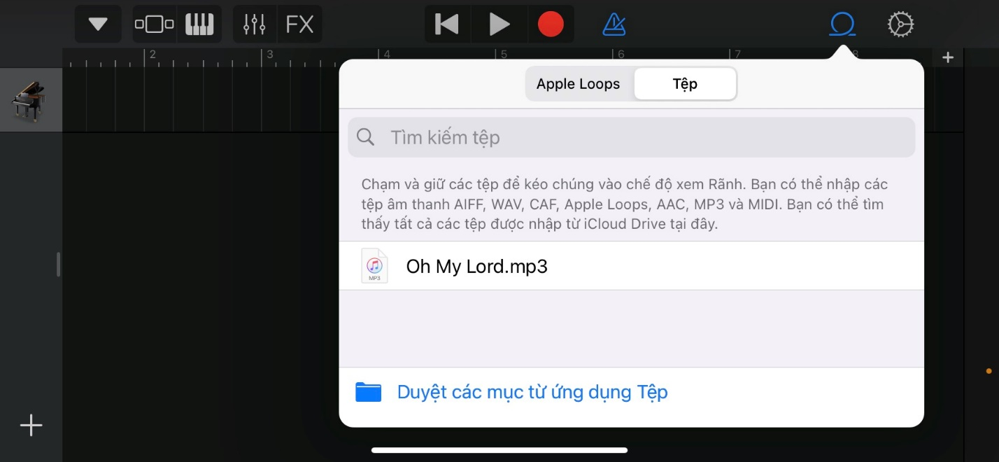 FX
2 3 4 5 6 7 8
Apple Loops Tệp
Tìm kiếm tệp
Chạm và giữ các tệp để kéo chúng vào chế độ xem Rãnh. Bạn có thể nhập các
tệp âm thanh AIFF, WAV, CAF, Apple Loops, AAC, MP3 và MIDI. Bạn có thể tìm
thấy tất cả các tệp được nhập từ iCloud Drive tại đây.
Oh My Lord.mp3
MP3
Duyệt các mục từ ứng dụng Tệp